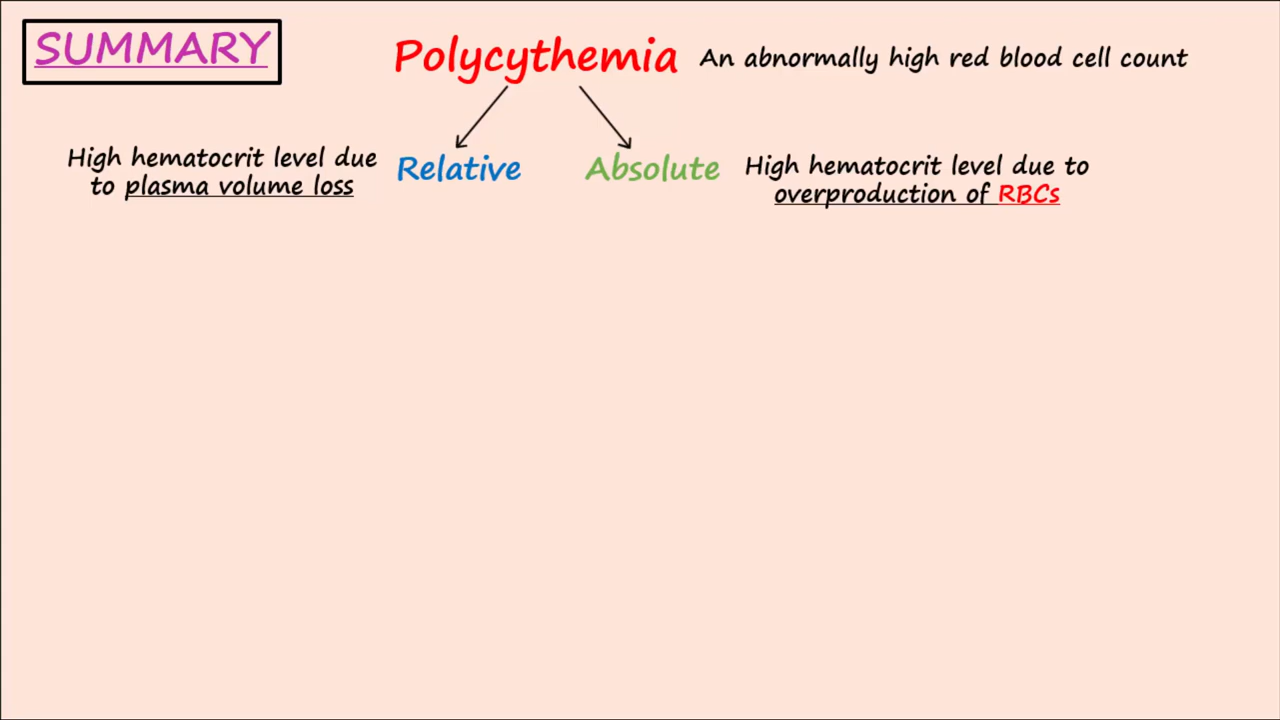 SUMMARY
Polycythemia
An abnormally high red blood cell count
High hematocrit level due
to plasma volume loss
Relative
Absolute
High hematocrit level due to
overproduction of RBCs